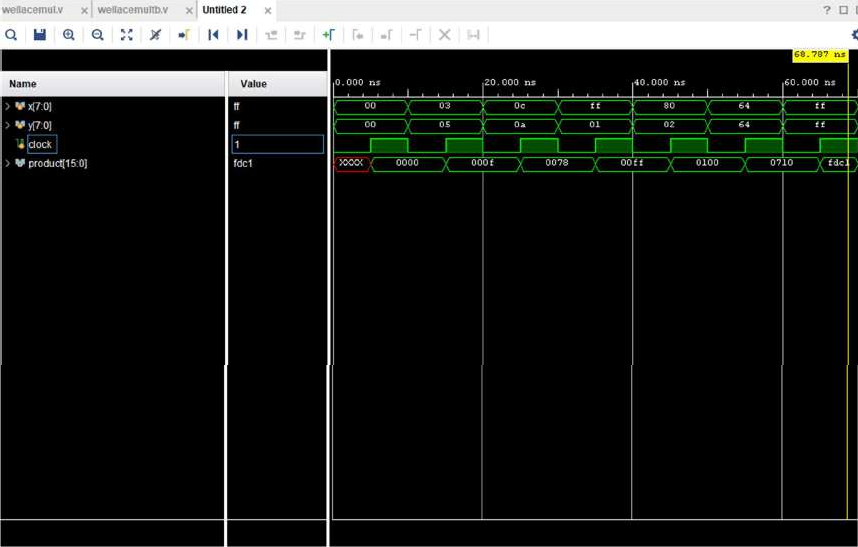 wellacemul.v × wellacemultb.v × Untitled 2 ×
68.787 ns
Name Value
0.000 ns 20.000 ns 40.000 ns 60.000 ns
x[7:0] ff 00 03 0c ff 80 64 ff
y[7:0] ff 00 05 0a 01 02 64 ff
clock 1
product[15:0] fdc1 XXXX 0000 000f 0078 00ff 0100 0710 fdc1